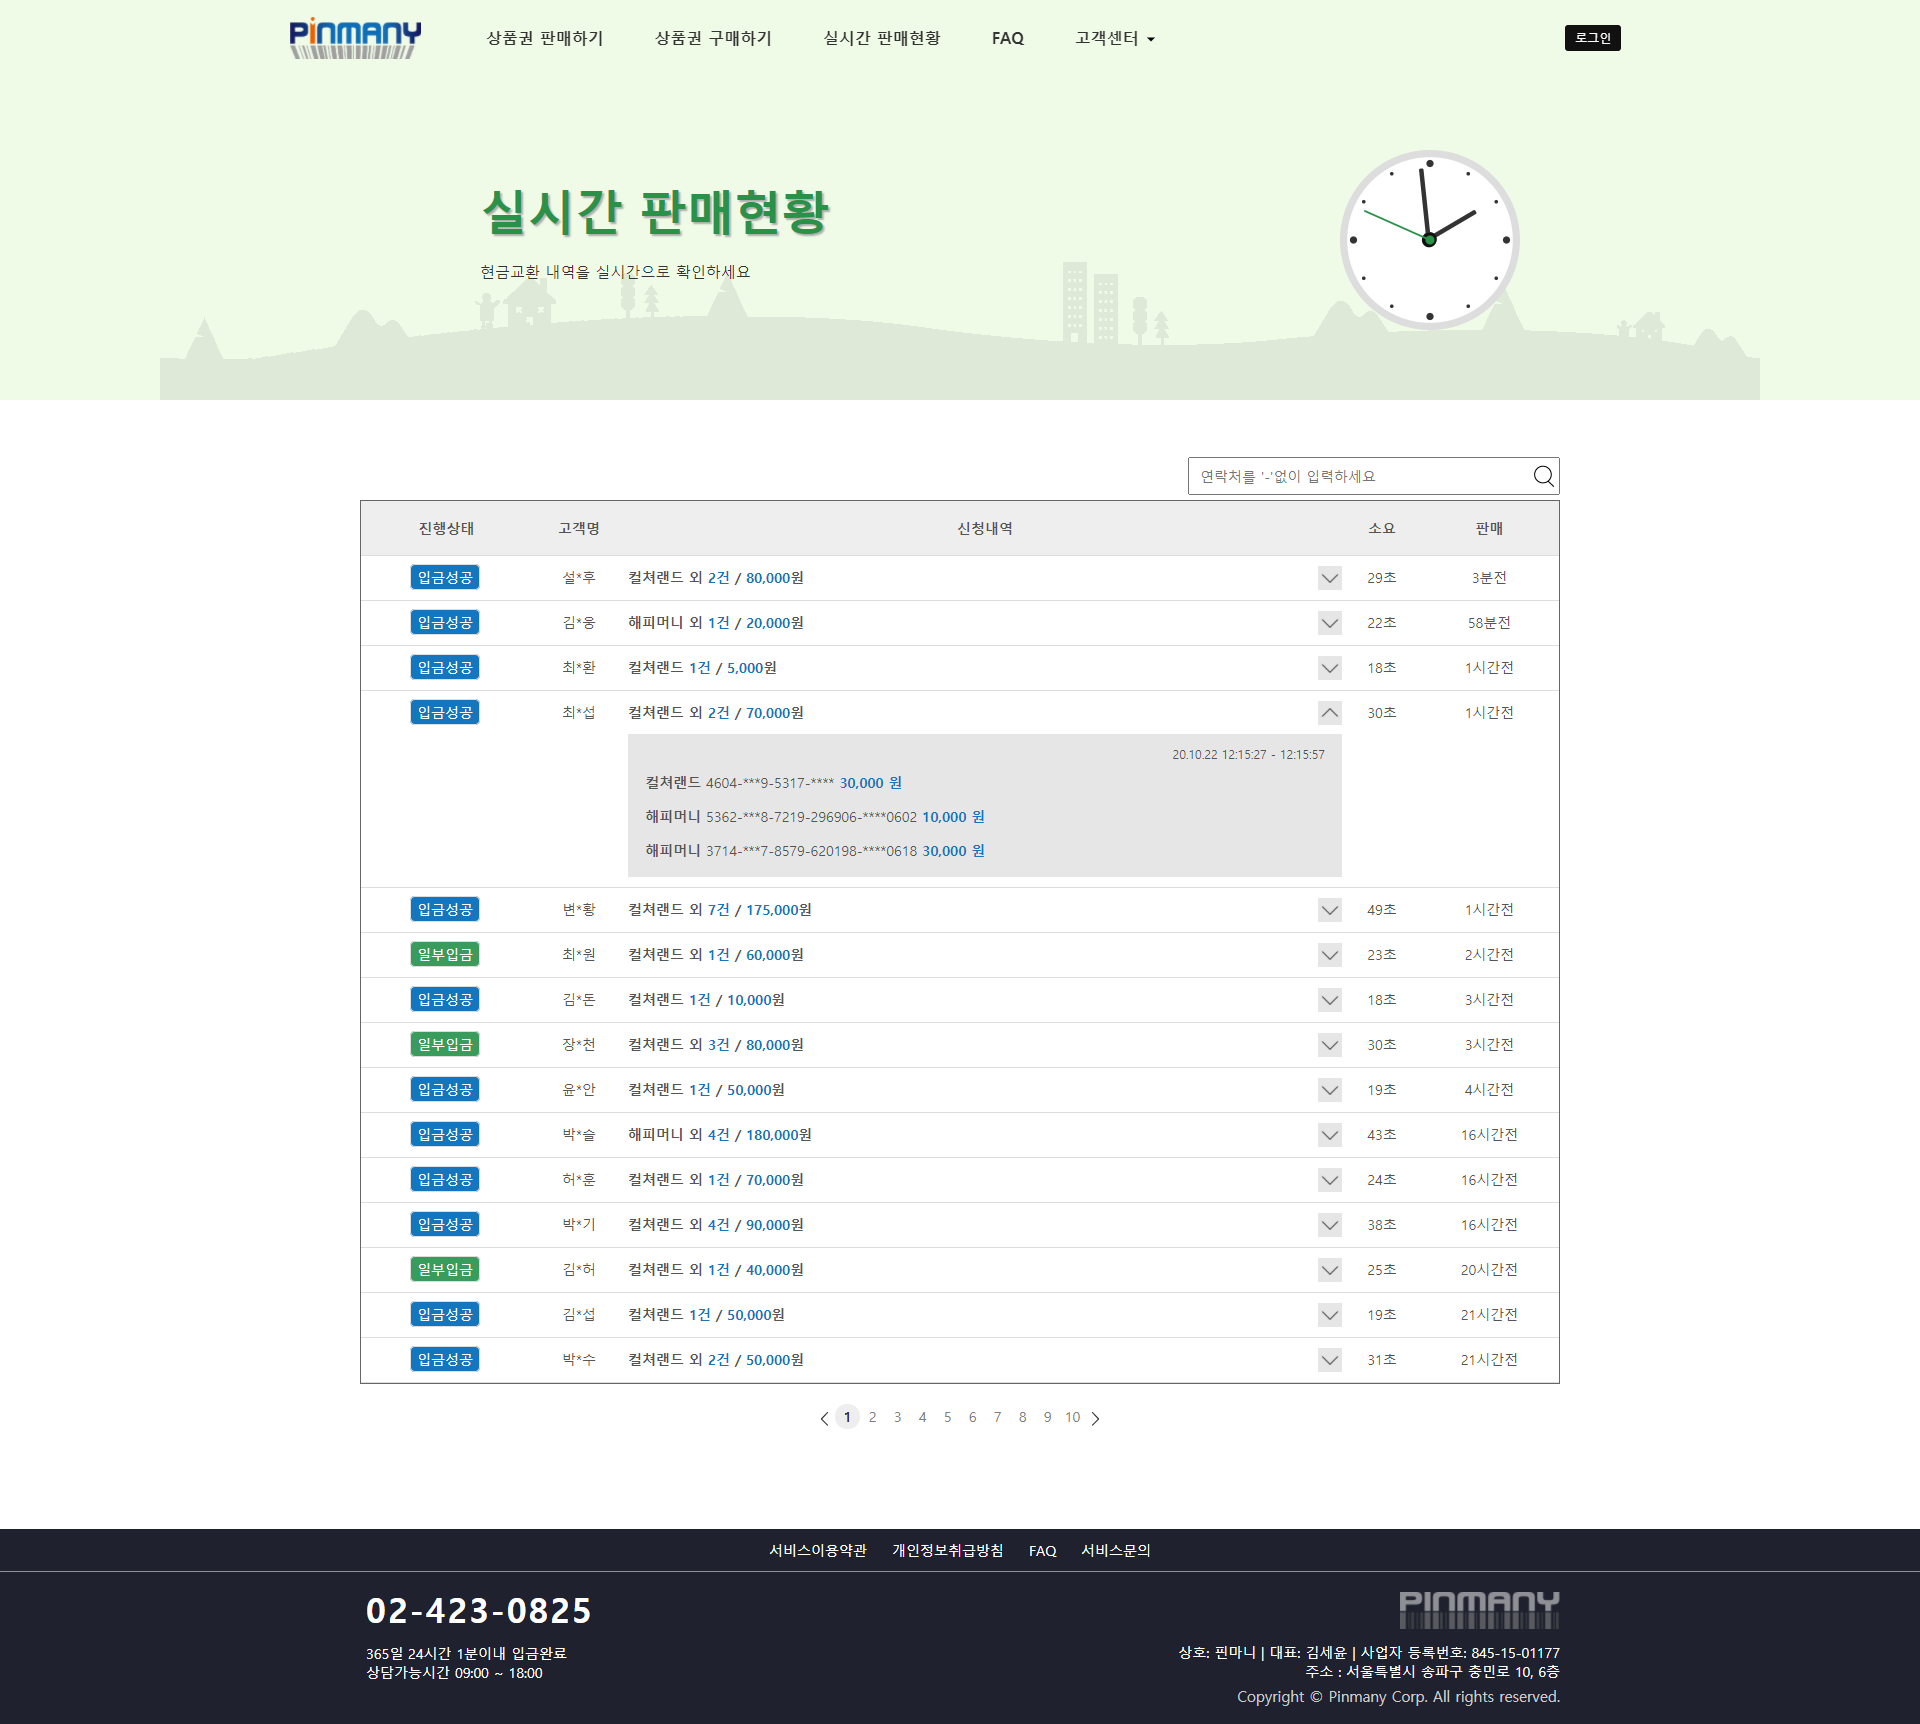 PINMANY
상품권 판매하기 상품권 구매하기 실시간 판매현황 FAQ 고객센터 로그인
실시간 판매현황
현금교환 내역을 실시간으로 확인하세요
연락처를 '-'없이 입력하세요
진행상태 고객명 신청내역 소요 판매
입금성공 설*후 컬쳐랜드 외 2건 / 80,000원 29초 3분전
입금성공 김*웅 해피머니 외 1건 / 20,000원 22초 58분전
입금성공 최*환 컬쳐랜드 1건 / 5,000원 18초 1시간전
입금성공 최*섭 컬쳐랜드 외 2건 / 70,000원 30초 1시간전
20.10.22 12:15:27 - 12:15:57
컬쳐랜드 4604-***9-5317-**** 30,000 원
해피머니 5362-***8-7219-296906-****0602 10,000 원
해피머니 3714-***7-8579-620198-****0618 30,000 원
입금성공 변*황 컬쳐랜드 외 7건 / 175,000원 49초 1시간전
일부입금 최*원 컬쳐랜드 외 1건 / 60,000원 23초 2시간전
입금성공 김*돈 컬쳐랜드 1건 / 10,000원 18초 3시간전
일부입금 장*천 컬쳐랜드 외 3건 / 80,000원 30초 3시간전
입금성공 윤*안 컬쳐랜드 1건 / 50,000원 19초 4시간전
입금성공 박*슬 해피머니 외 4건 / 180,000원 43초 16시간전
입금성공 허*훈 컬쳐랜드 외 1건 / 70,000원 24초 16시간전
입금성공 박*기 컬쳐랜드 외 4건 / 90,000원 38초 16시간전
일부입금 김*허 컬쳐랜드 외 1건 / 40,000원 25초 20시간전
입금성공 김*섭 컬쳐랜드 1건 / 50,000원 19초 21시간전
입금성공 박*수 컬쳐랜드 외 2건 / 50,000원 31초 21시간전
1 2 3 4 5 6 7 8 9 10
서비스이용약관 개인정보취급방침 FAQ 서비스문의
02-423-0825
365일 24시간 1분이내 입금완료
상담가능시간 09:00 ~ 18:00
PINMANY
상호: 핀마니 | 대표: 김세윤 | 사업자 등록번호: 845-15-01177
주소 : 서울특별시 송파구 충민로 10, 6층
Copyright © Pinmany Corp. All rights reserved.